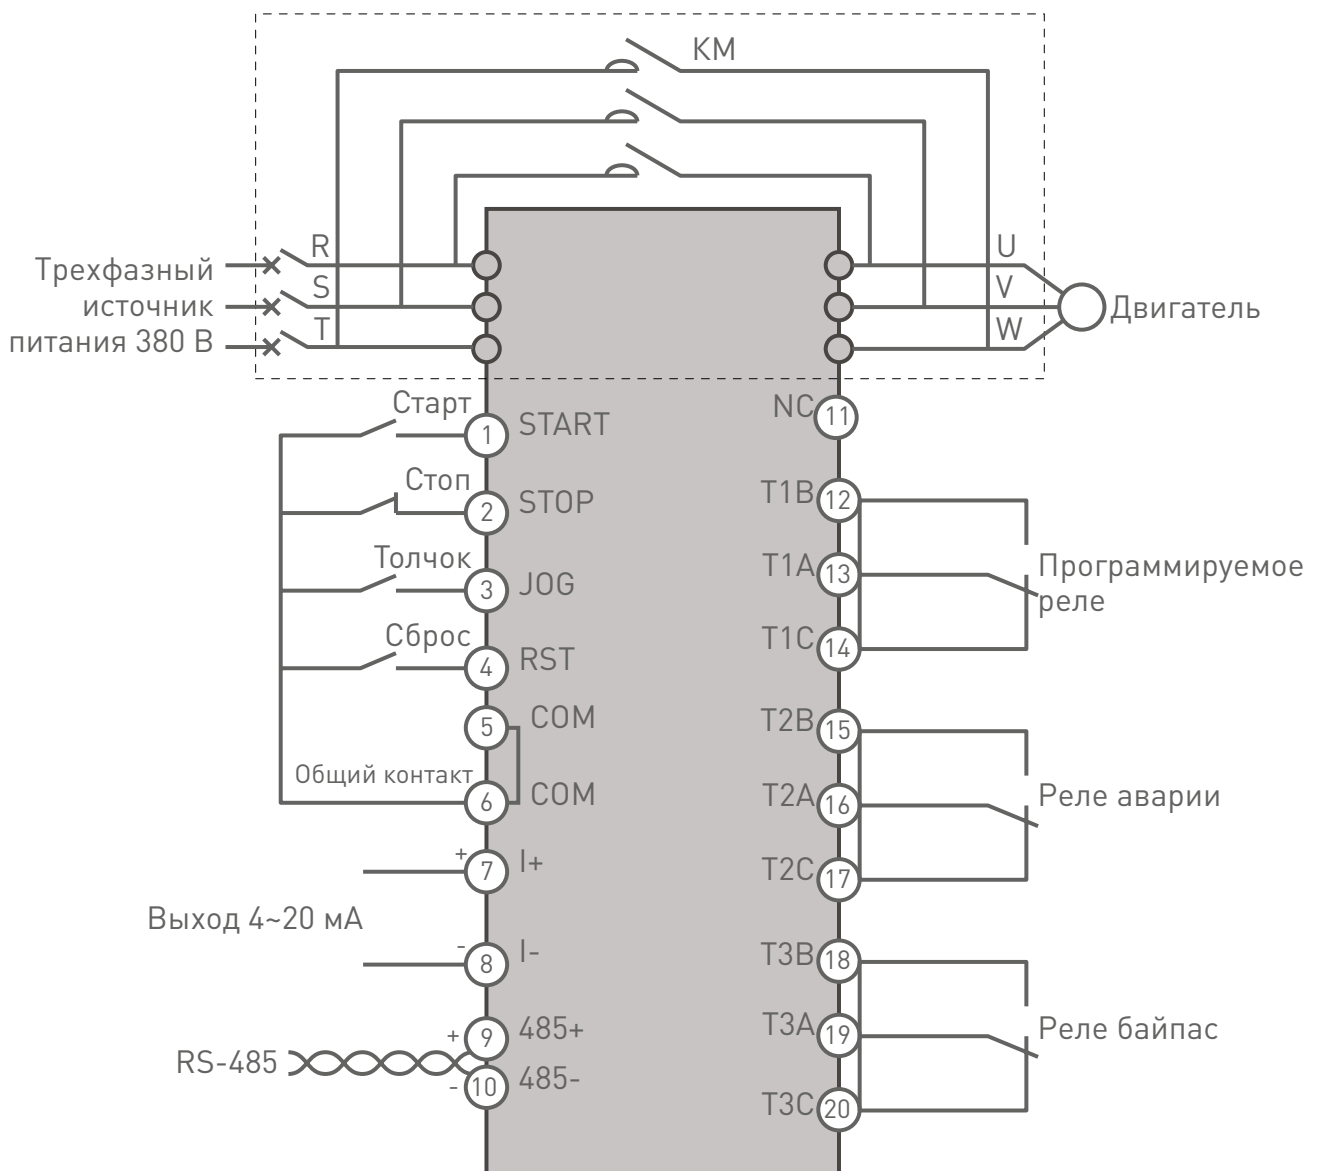 KM
R
S
T
Трехфазный
источник
питания 380 В
U
V
W
Двигатель
Старт
1
START
Стоп
2
STOP
Толчок
3
JOG
Сброс
4
RST
5
COM
Общий контакт
6
COM
+
7
I+
Выход 4~20 мА
-
8
I-
RS-485
+
9
485+
-
10
485-
NC
11
T1B
12
T1A
13
T1C
14
Программируемое
реле
T2B
15
T2A
16
T2C
17
Реле аварии
T3B
18
T3A
19
T3C
20
Реле байпас